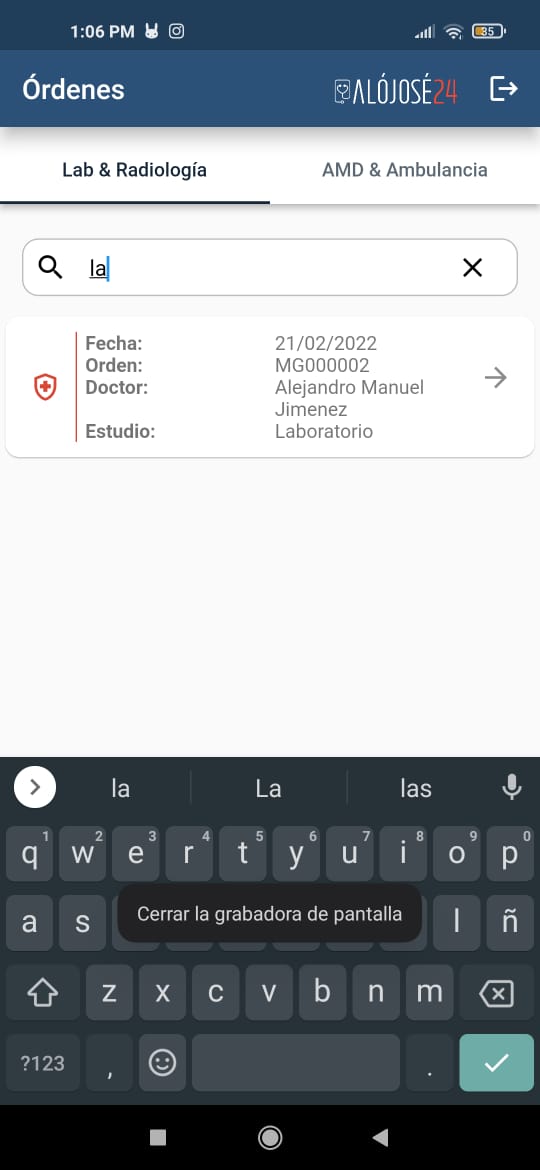 1:06 PM
35
Órdenes
ALÓJOSÉ24
Lab & Radiología
AMD & Ambulancia
la
Fecha: 21/02/2022
Orden: MG000002
Doctor: Alejandro Manuel
Jimenez
Estudio: Laboratorio
la La las
1 2 3 4 5 6 7 8 9 0
q w e r t y u i o p
a s l ñ
Cerrar la grabadora de pantalla
z x c v b n m
?123 , .